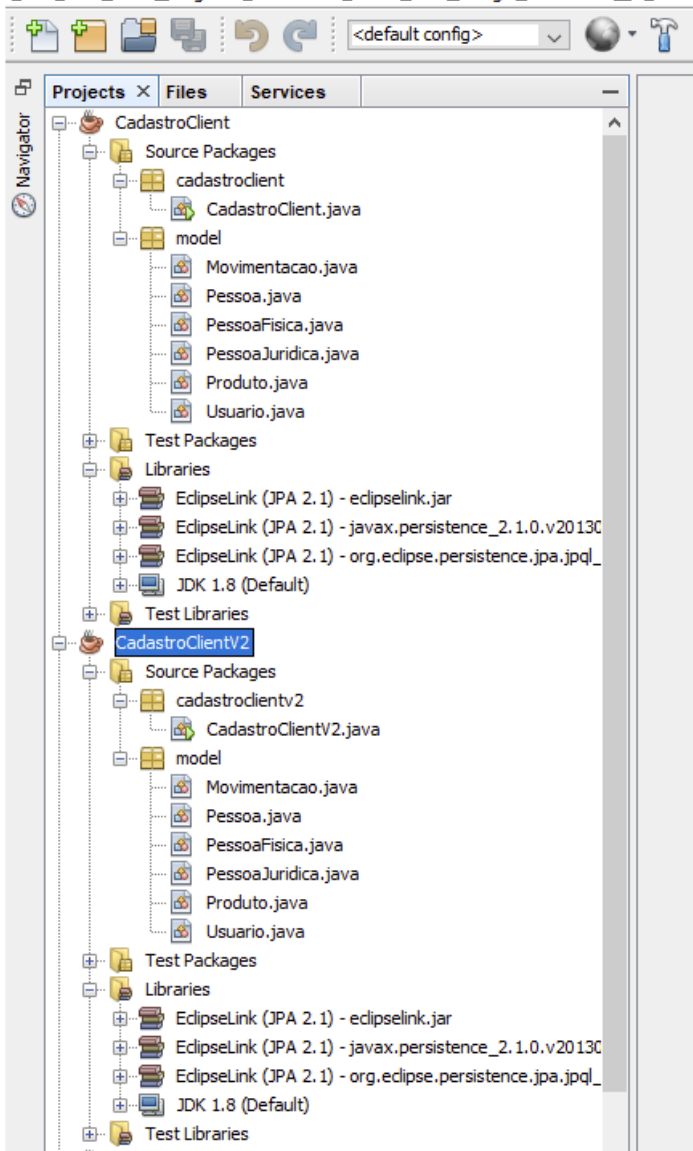 <default config>
Projects Files Services
Navigator
CadastroClient
Source Packages
cadastroclient
CadastroClient.java
model
Movimentacao.java
Pessoa.java
PessoaFisica.java
PessoaJuridica.java
Produto.java
Usuario.java
Test Packages
Libraries
EclipseLink (JPA 2.1) - eclipselink.jar
EclipseLink (JPA 2.1) - javax.persistence_2.1.0.v20130
EclipseLink (JPA 2.1) - org.eclipse.persistence.jpa.jpql_
JDK 1.8 (Default)
Test Libraries
CadastroClientV2
Source Packages
cadastroclientv2
CadastroClientV2.java
model
Movimentacao.java
Pessoa.java
PessoaFisica.java
PessoaJuridica.java
Produto.java
Usuario.java
Test Packages
Libraries
EclipseLink (JPA 2.1) - eclipselink.jar
EclipseLink (JPA 2.1) - javax.persistence_2.1.0.v20130
EclipseLink (JPA 2.1) - org.eclipse.persistence.jpa.jpql_
JDK 1.8 (Default)
Test Libraries